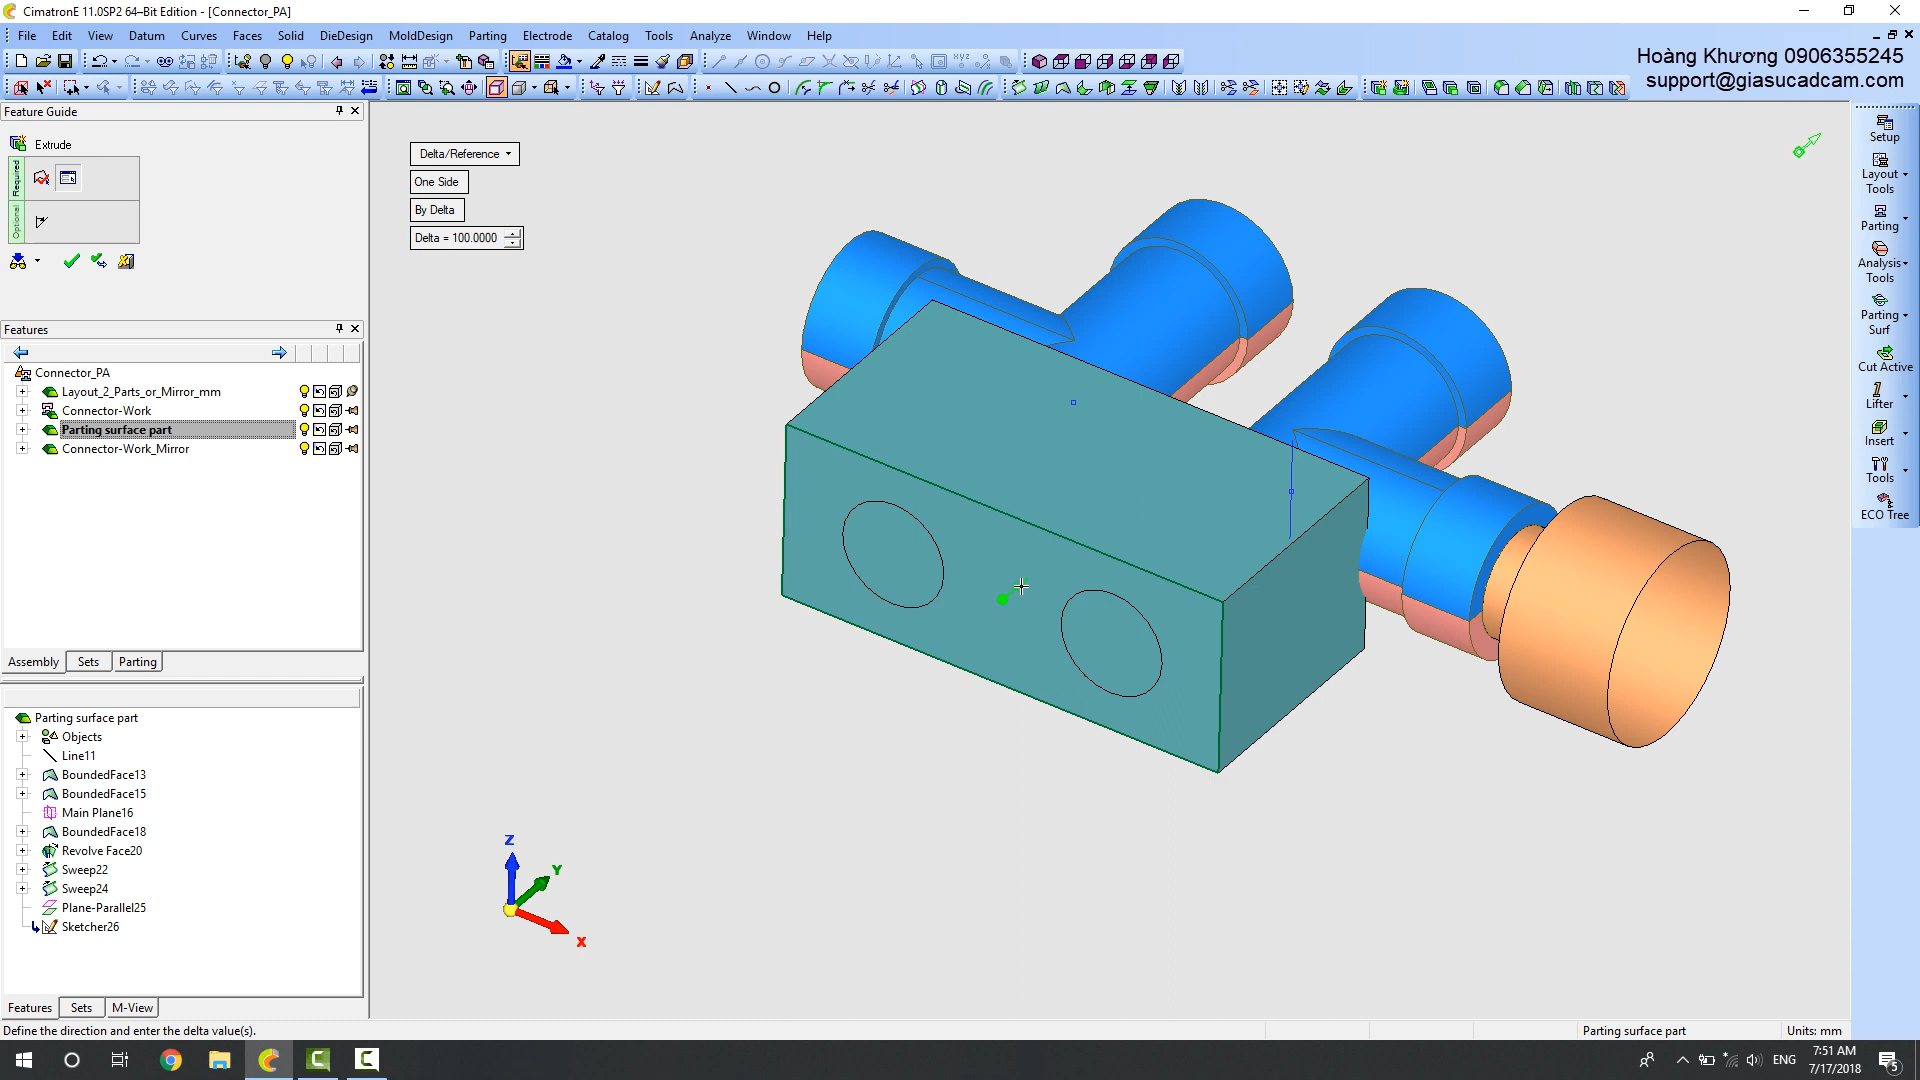 CimatronE 11.0SP2 64–Bit Edition - [Connector_PA]
File Edit View Datum Curves Faces Solid DieDesign MoldDesign Parting Electrode Catalog Tools Analyze Window Help
Hoàng Khương 0906355245
support@giasucadcam.com
Feature Guide
Extrude
Required
Optional
Delta/Reference
One Side
By Delta
Delta = 100.0000
Features
Connector_PA
Layout_2_Parts_or_Mirror_mm
Connector-Work
Parting surface part
Connector-Work_Mirror
Assembly Sets Parting
Parting surface part
Objects
Line11
BoundedFace13
BoundedFace15
Main Plane16
BoundedFace18
Revolve Face20
Sweep22
Sweep24
Plane-Parallel25
Sketcher26
Features Sets M-View
Z
Y
X
Setup
Layout
Tools
Parting
Analysis
Tools
Parting
Surf
Cut Active
Lifter
Insert
Tools
ECO Tree
Define the direction and enter the delta value(s).
Parting surface part
Units: mm
ENG
7:51 AM
7/17/2018
5